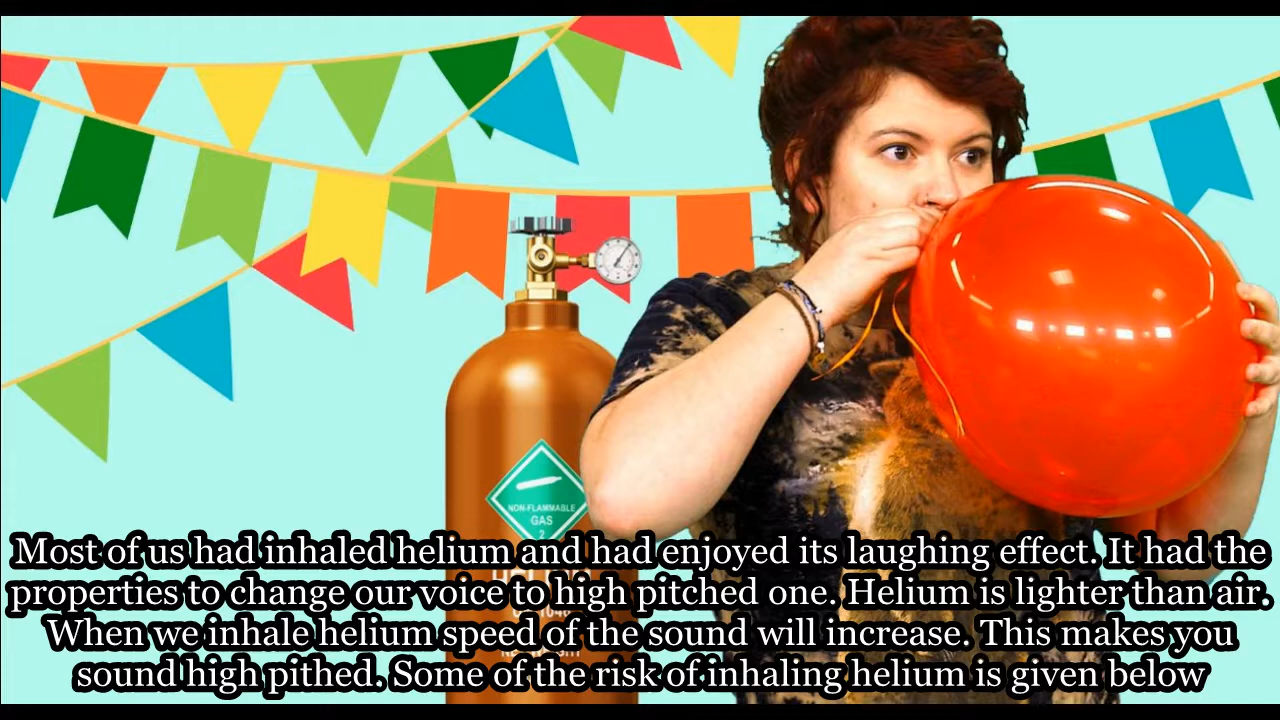 NON-FLAMMABLE
GAS
2
Most of us had inhaled helium and had enjoyed its laughing effect. It had the
properties to change our voice to high pitched one. Helium is lighter than air.
When we inhale helium speed of the sound will increase. This makes you
sound high pithed. Some of the risk of inhaling helium is given below